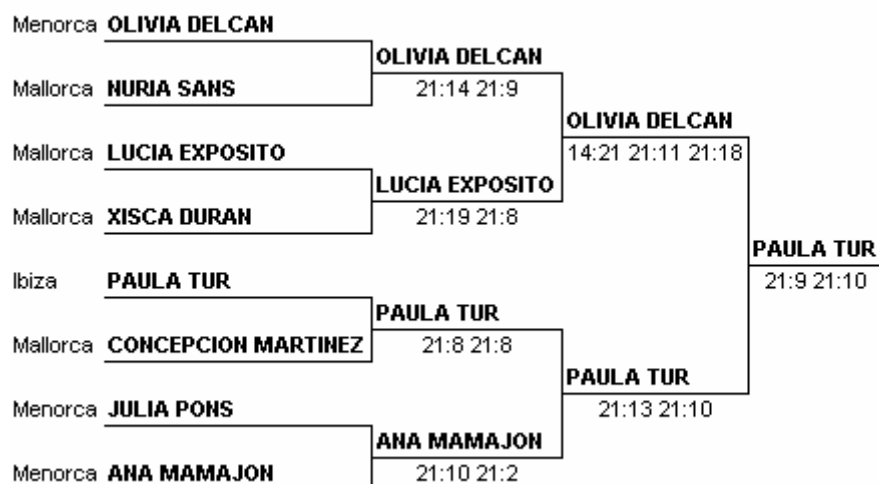 Menorca OLIVIA DELCAN
OLIVIA DELCAN
Mallorca NURIA SANS
21:14 21:9
OLIVIA DELCAN
Mallorca LUCIA EXPOSITO
14:21 21:11 21:18
LUCIA EXPOSITO
Mallorca XISCA DURAN
21:19 21:8
PAULA TUR
Ibiza PAULA TUR
21:9 21:10
PAULA TUR
Mallorca CONCEPCION MARTINEZ
21:8 21:8
PAULA TUR
Menorca JULIA PONS
21:13 21:10
ANA MAMAJON
Menorca ANA MAMAJON
21:10 21:2